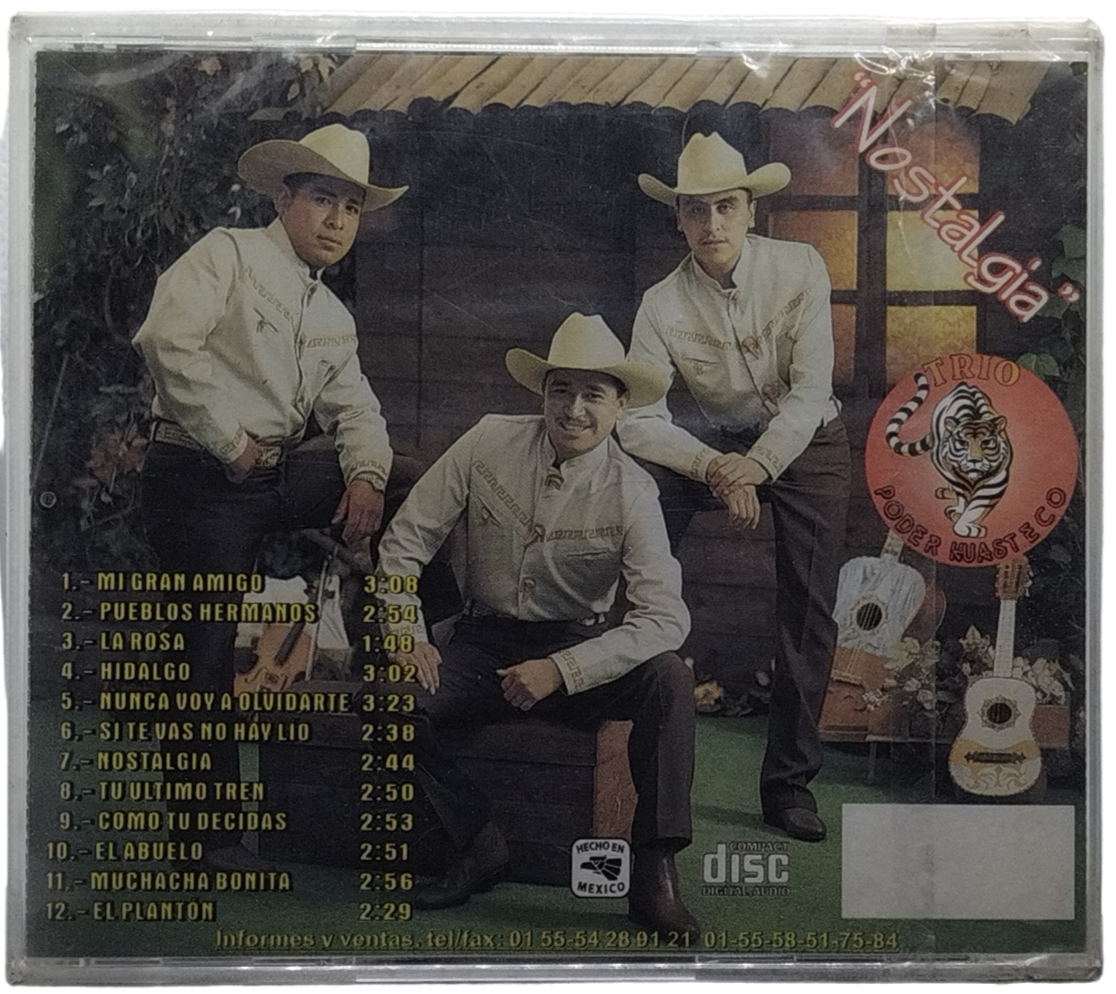 "Nostalgia"
TRIO
PODER HUASTECO
1.- MI GRAN AMIGO 3:08
2.- PUEBLOS HERMANOS 2:54
3.- LA ROSA 1:48
4.- HIDALGO 3:02
5.- NUNCA VOY A OLVIDARTE 3:23
6.- SI TE VAS NO HAY LIO 2:38
7.- NOSTALGIA 2:44
8.- TU ULTIMO TREN 2:50
9.- COMO TU DECIDAS 2:53
10.- EL ABUELO 2:51
11.- MUCHACHA BONITA 2:56
12.- EL PLANTON 2:29
HECHO EN
MEXICO
COMPACT
disc
DIGITAL AUDIO
Informes y ventas. tel/fax: 01 55-54 28 91 21 01-55-58-51-75-84